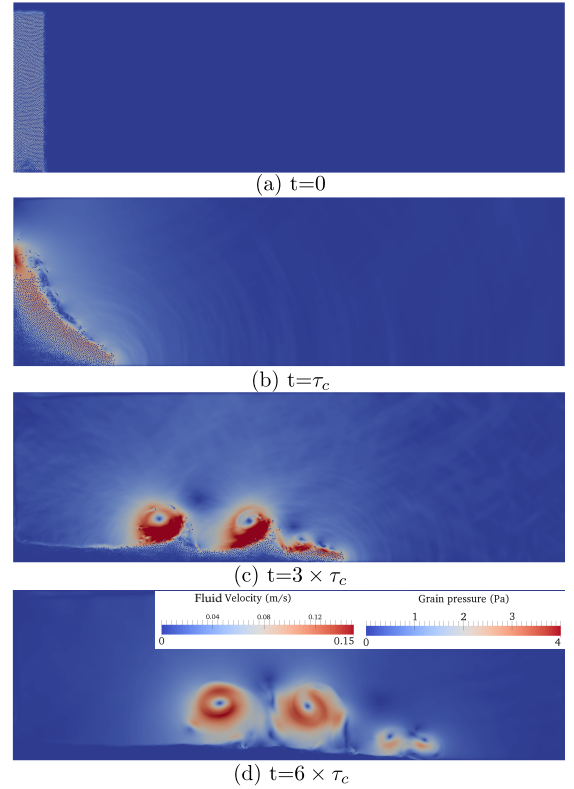 (a) t=0
(b) t=τc
(c) t=3 × τc
Fluid Velocity (m/s) Grain pressure (Pa)
0.04 0.08 0.12 1 2 3
0 0.15 0 4
(d) t=6 × τc